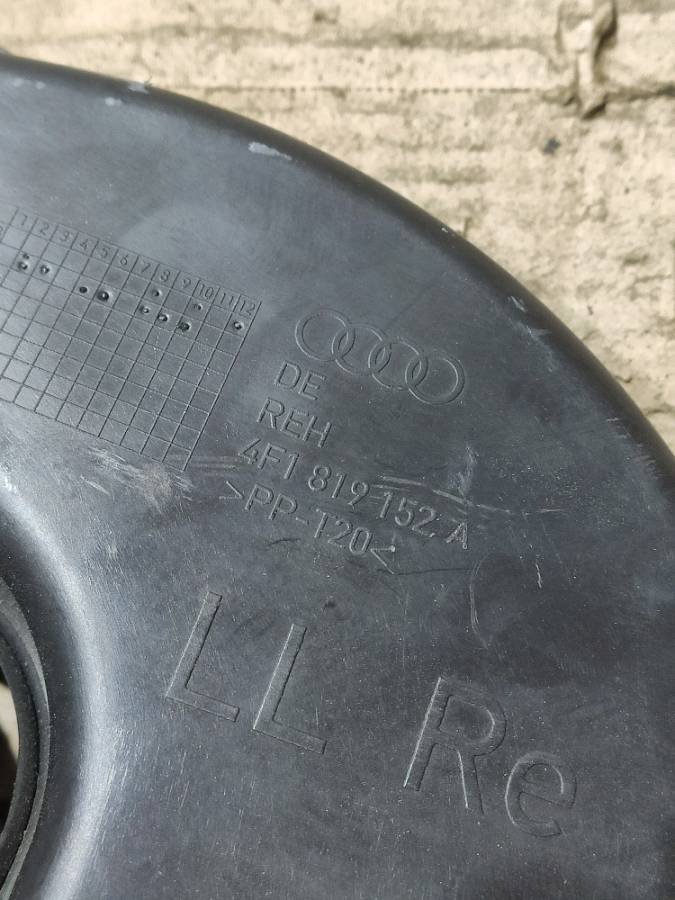 1 2 3 4 5 6 7 8 9 10 11 12
DE
REH
4F1 819 152 A
>PP-T20<
LL Re